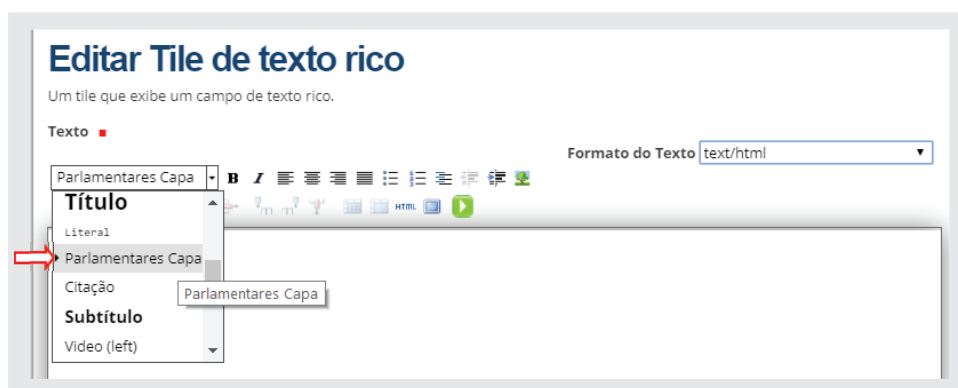 Editar Tile de texto rico
Um tile que exibe um campo de texto rico.
Texto
Formato do Texto text/html
Parlamentares Capa B I
Título
HTML
Literal
Parlamentares Capa
Citação
Parlamentares Capa
Subtítulo
Video (left)